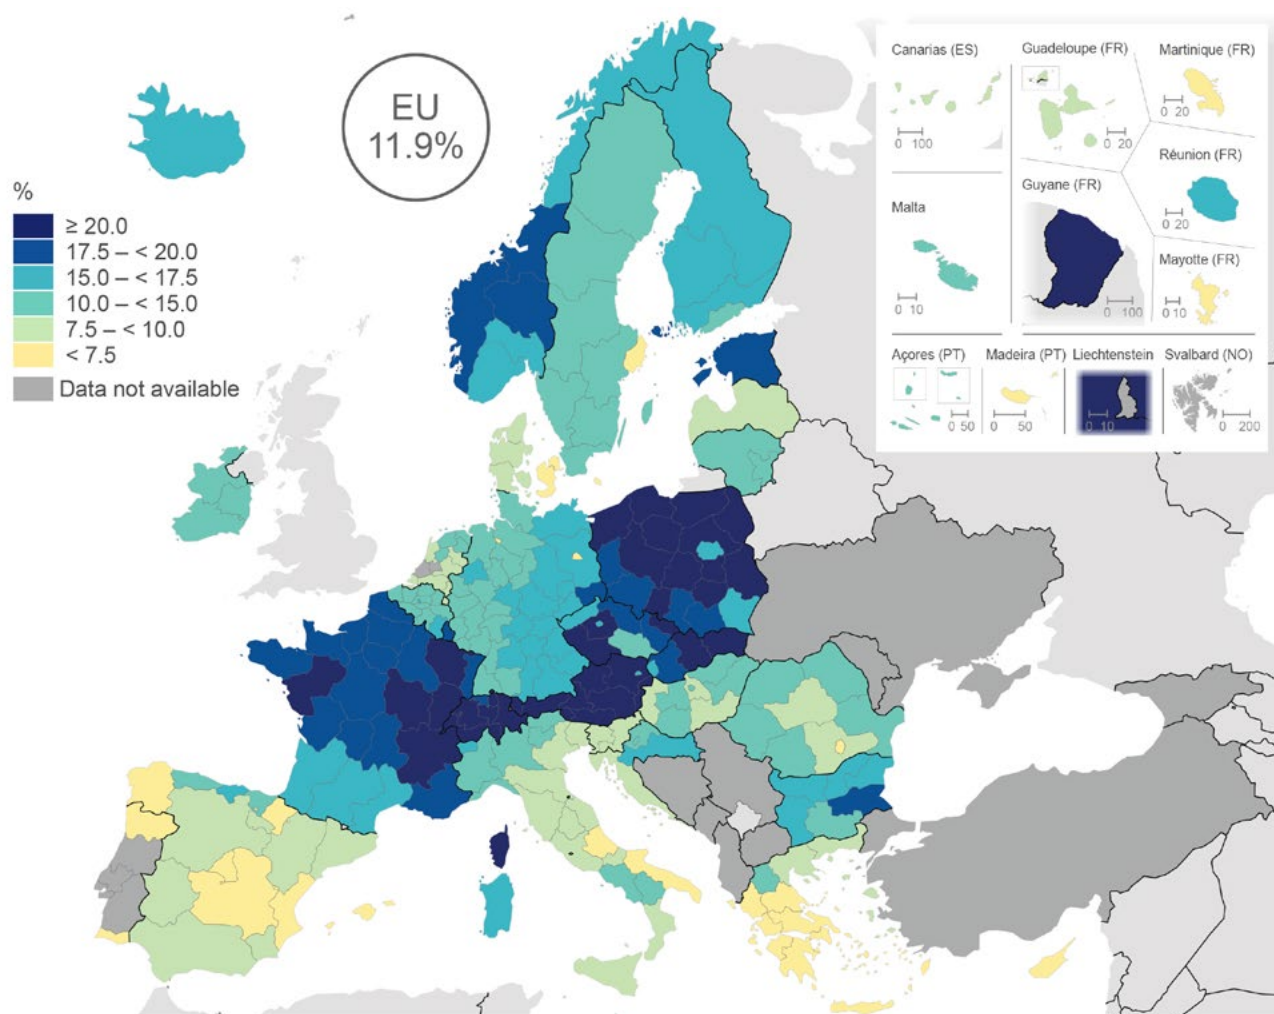 EU
11.9%
%
≥ 20.0
17.5 – < 20.0
15.0 – < 17.5
10.0 – < 15.0
7.5 – < 10.0
< 7.5
Data not available
Canarias (ES)
0 100
Guadeloupe (FR)
0 20
Martinique (FR)
0 20
Réunion (FR)
0 20
Malta
0 10
Guyane (FR)
0 100
Mayotte (FR)
0 10
Açores (PT)
0 50
Madeira (PT)
0 50
Liechtenstein
0 10
Svalbard (NO)
0 200